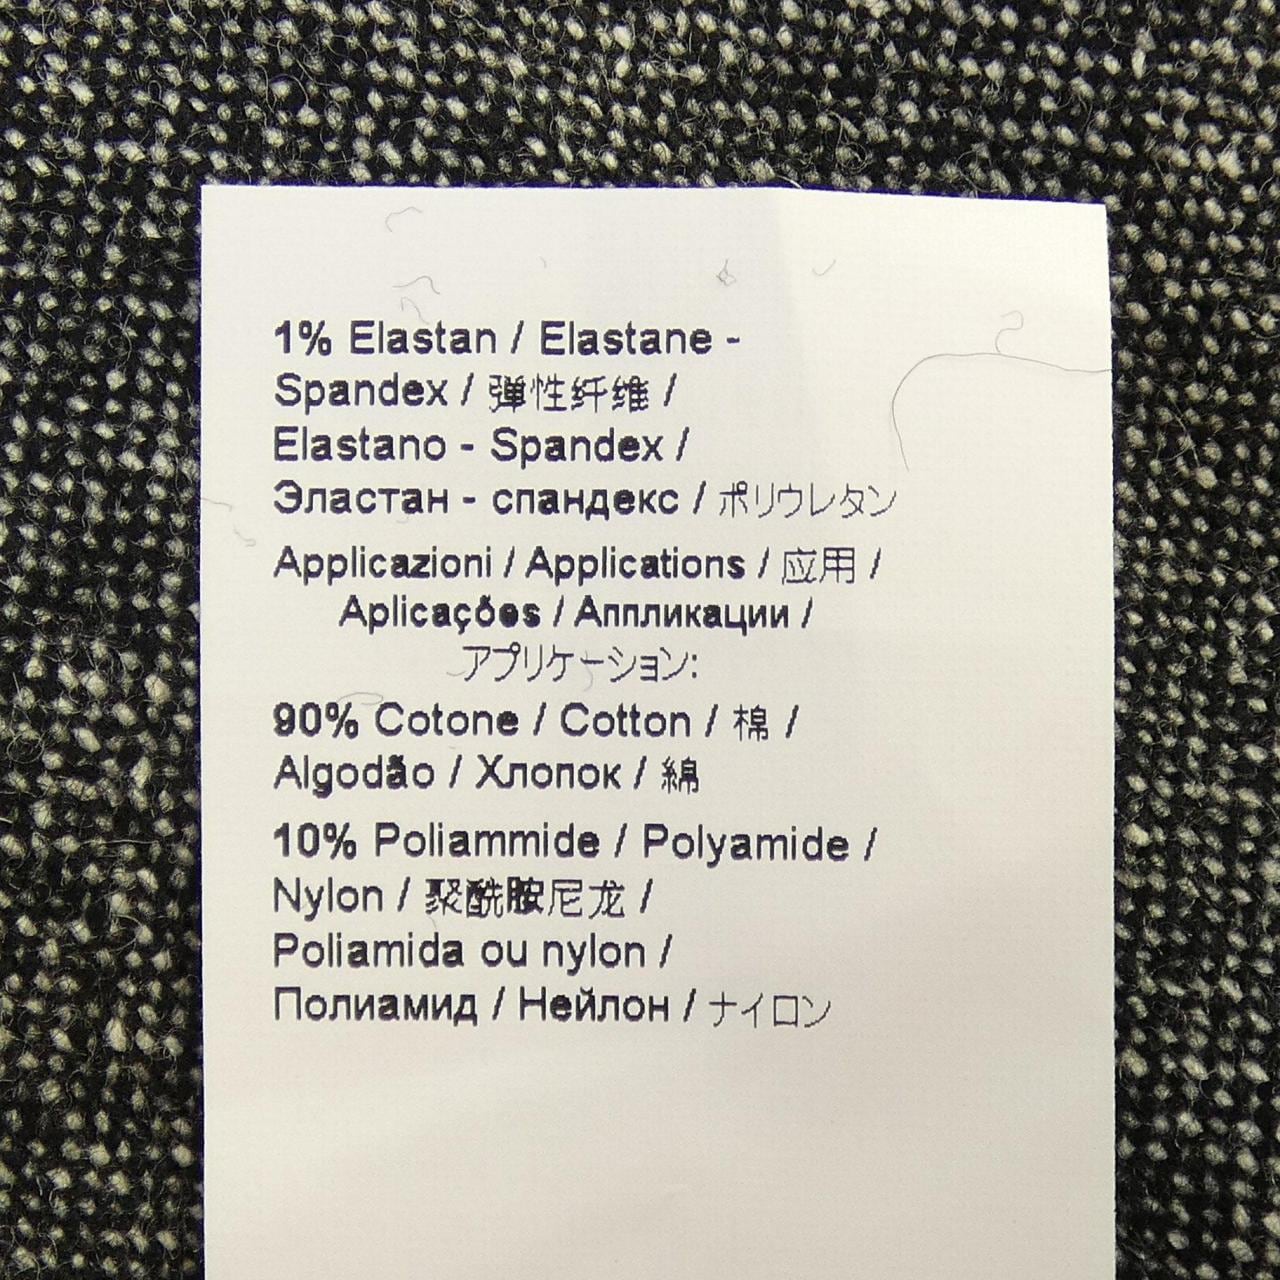 1% Elastan / Elastane -
Spandex / 弹性纤维 /
Elastano - Spandex /
Эластан - спандекс / ポリウレタン
Applicazioni / Applications / 应用 /
Aplicações / Аппликации /
アプリケーション:
90% Cotone / Cotton / 棉 /
Algodão / Хлопок / 綿
10% Poliammide / Polyamide /
Nylon / 聚酰胺尼龙 /
Poliamida ou nylon /
Полиамид / Нейлон / ナイロン